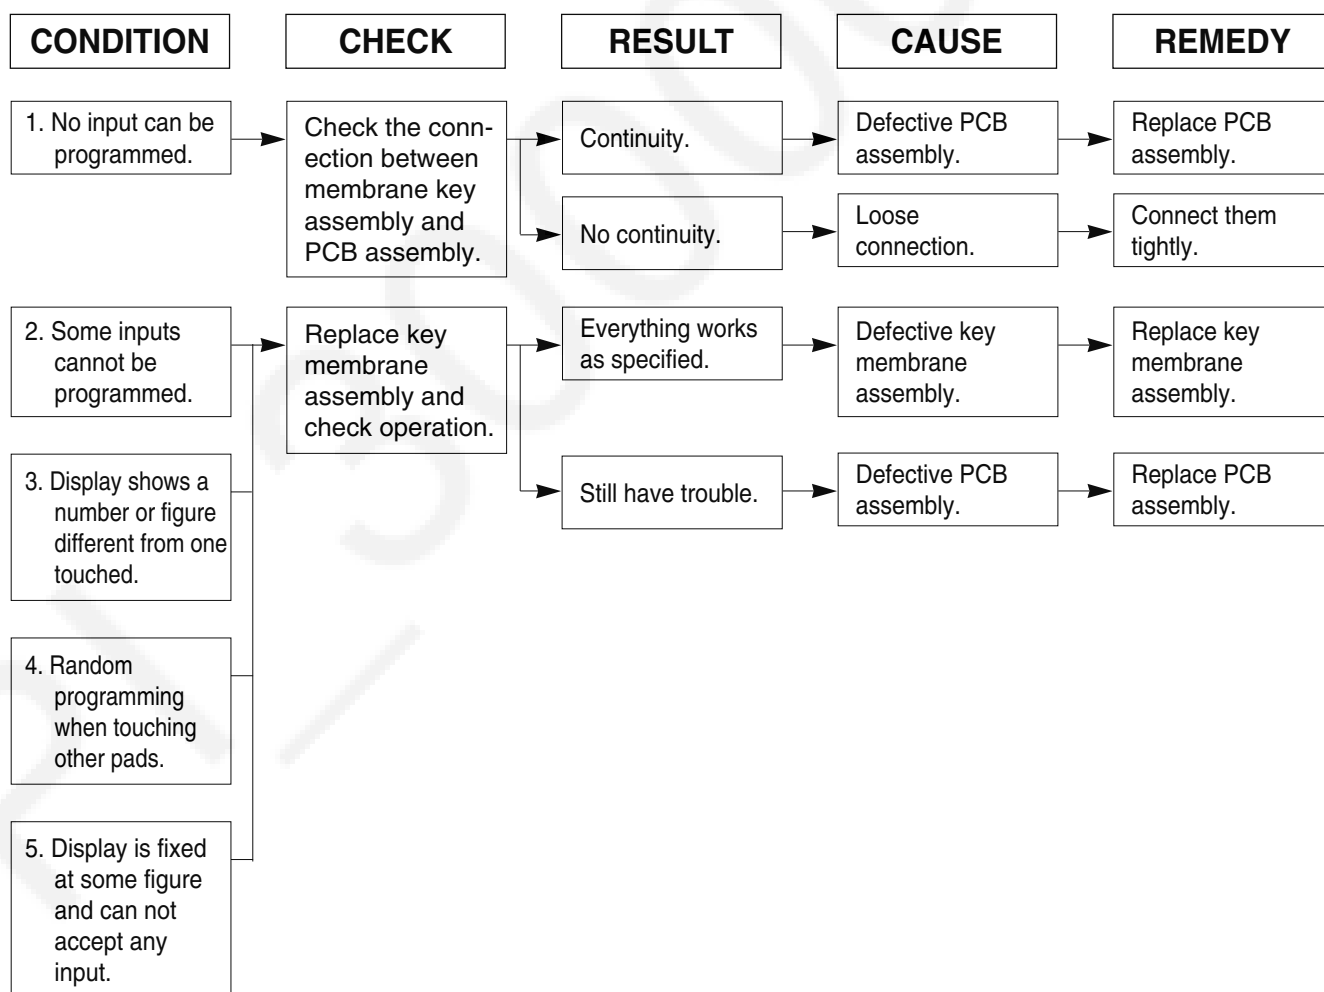 CONDITION
CHECK
RESULT
CAUSE
REMEDY
1. No input can be
programmed.
Check the conn-
ection between
membrane key
assembly and
PCB assembly.
Continuity.
Defective PCB
assembly.
Replace PCB
assembly.
No continuity.
Loose
connection.
Connect them
tightly.
2. Some inputs
cannot be
programmed.
Replace key
membrane
assembly and
check operation.
Everything works
as specified.
Defective key
membrane
assembly.
Replace key
membrane
assembly.
3. Display shows a
number or figure
different from one
touched.
Still have trouble.
Defective PCB
assembly.
Replace PCB
assembly.
4. Random
programming
when touching
other pads.
5. Display is fixed
at some figure
and can not
accept any
input.